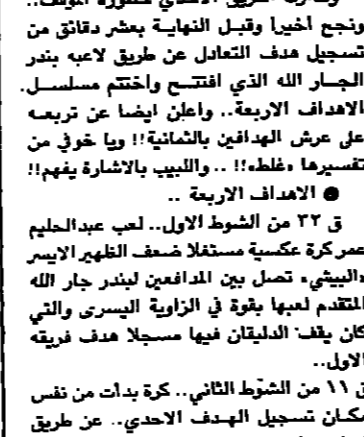 الفريق الاحدي
ونجح أخيرا وقبل النهاية بعشر دقائق من
تسجيل هدف التعادل عن طريق لاعبه بندر
الجار الله الذي افتتح واختتم مسلسل
الاهداف الاربعة.. واعلن ايضا عن تربعه
على عرش الهدافين بالثمانية!! ويا خوفي من
تفسيرها «غلط»!! .. واللبيب بالاشارة يفهم!!
● الاهداف الاربعة ..
ق ٣٢ من الشوط الاول.. لعب عبدالحليم
عمر كرة عكسية مستغلا ضعف الظهير الايسر
«البيشي» تصل بين المدافعين لبندر جار الله
المتقدم لعبها بقوة في الزاوية اليسرى والتي
كان يقف الدليقان فيها مسجلا هدف فريقه
الاول..
ق ١١ من الشوط الثاني.. كرة بدأت من نفس
مكان تسجيل الهدف الاحدي.. عن طريق